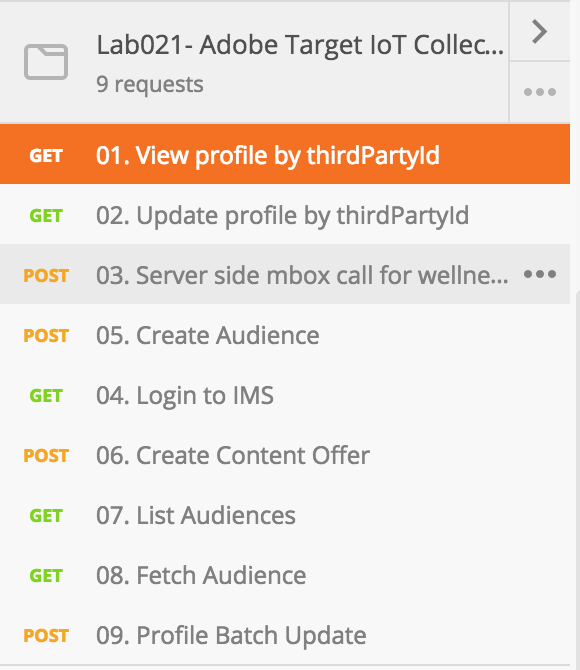 Lab021- Adobe Target IoT Collec...
9 requests
GET 01. View profile by thirdPartyId
GET 02. Update profile by thirdPartyId
POST 03. Server side mbox call for wellne...
POST 05. Create Audience
GET 04. Login to IMS
POST 06. Create Content Offer
GET 07. List Audiences
GET 08. Fetch Audience
POST 09. Profile Batch Update